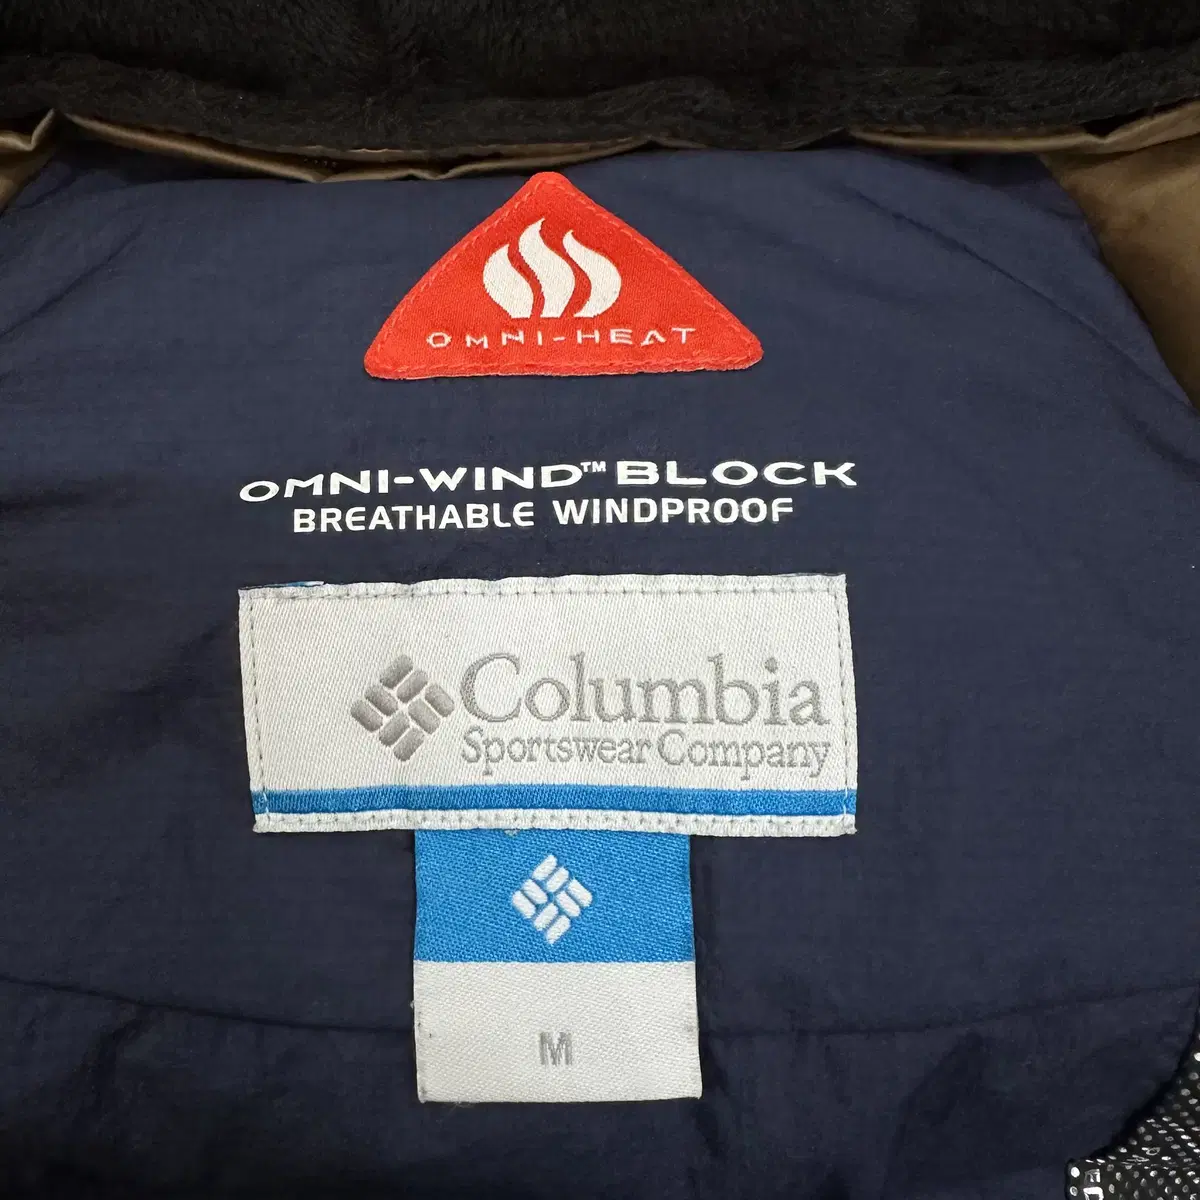 OMNI-HEAT
OMNI-WIND™ BLOCK
BREATHABLE WINDPROOF
Columbia
Sportswear Company
M